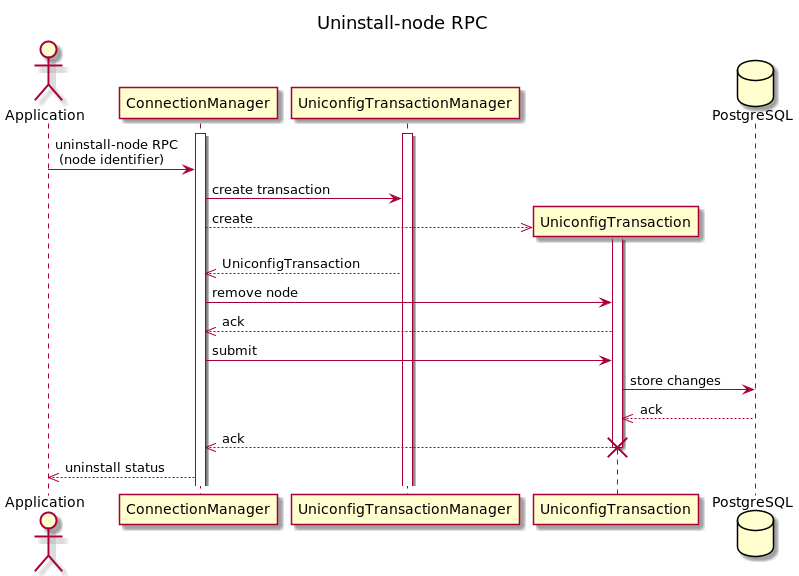 Uninstall-node RPC
Application
ConnectionManager
UniconfigTransactionManager
PostgreSQL
uninstall-node RPC
(node identifier)
create transaction
create
UniconfigTransaction
UniconfigTransaction
remove node
ack
submit
store changes
ack
ack
uninstall status
Application
ConnectionManager
UniconfigTransactionManager
UniconfigTransaction
PostgreSQL